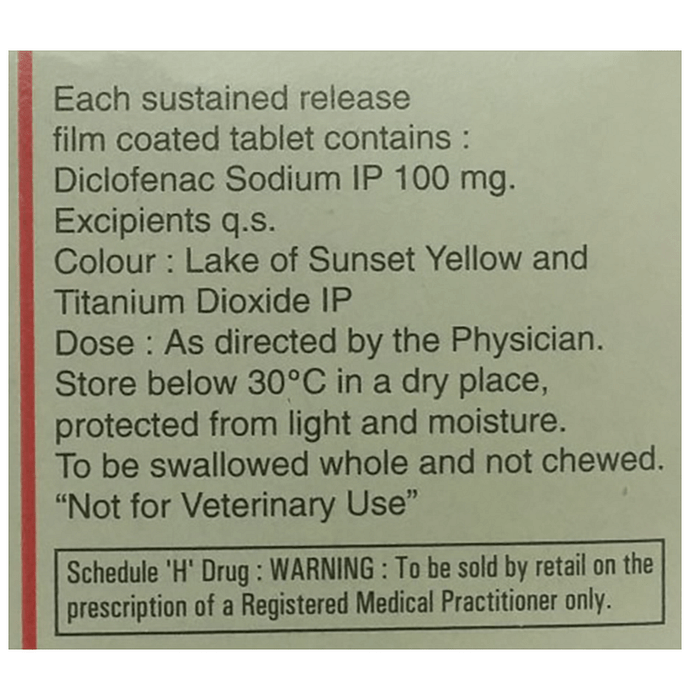 Each sustained release
film coated tablet contains :
Diclofenac Sodium IP 100 mg.
Excipients q.s.
Colour : Lake of Sunset Yellow and
Titanium Dioxide IP
Dose : As directed by the Physician.
Store below 30°C in a dry place,
protected from light and moisture.
To be swallowed whole and not chewed.
“Not for Veterinary Use”
Schedule 'H' Drug : WARNING : To be sold by retail on the
prescription of a Registered Medical Practitioner only.